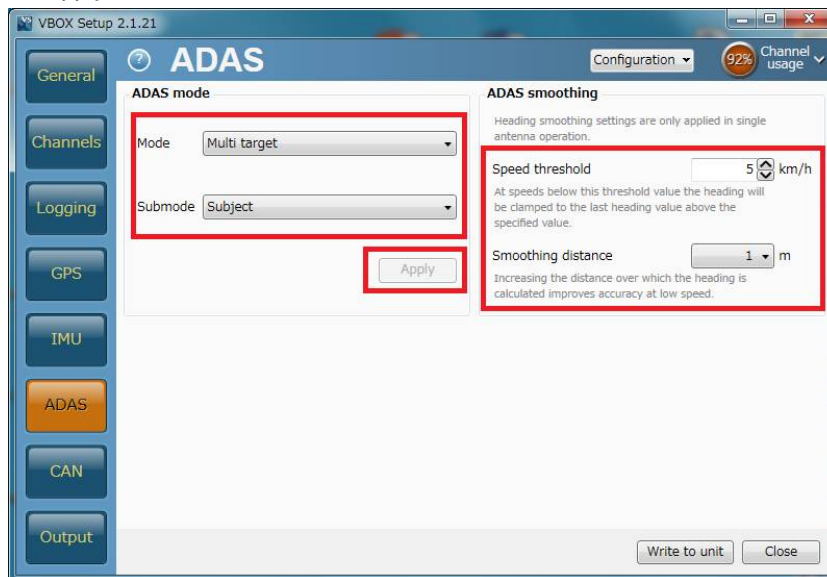 VBOX Setup 2.1.21
General
Channels
Logging
GPS
IMU
ADAS
CAN
Output
? ADAS
Configuration
92% Channel usage
ADAS mode
Mode Multi target
Submode Subject
Apply
ADAS smoothing
Heading smoothing settings are only applied in single
antenna operation.
Speed threshold 5 km/h
At speeds below this threshold value the heading will
be clamped to the last heading value above the
specified value.
Smoothing distance 1 m
Increasing the distance over which the heading is
calculated improves accuracy at low speed.
Write to unit Close